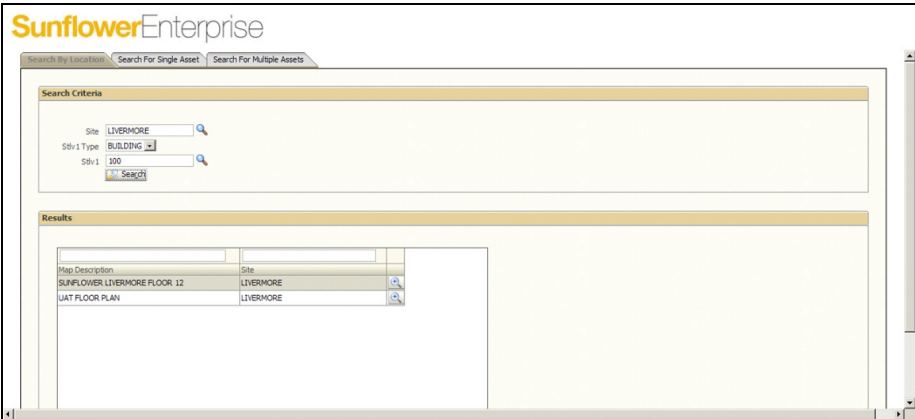 SunflowerEnterprise
Search By Location Search For Single Asset Search For Multiple Assets
Search Criteria
Site LIVERMORE
Stlv1 Type BUILDING
Stlv1 100
Search
Results
Map Description Site
SUNFLOWER LIVERMORE FLOOR 12 LIVERMORE
UAT FLOOR PLAN LIVERMORE